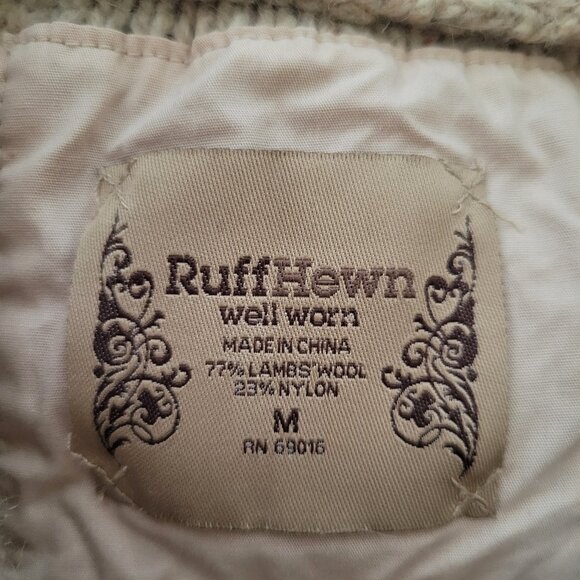 RuffHewn
well worn
MADE IN CHINA
77% LAMBS'WOOL
23% NYLON
M
RN 69016